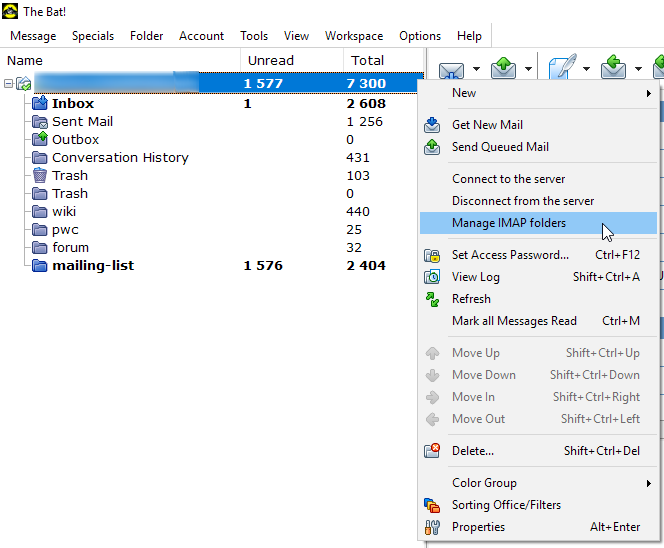 The Bat!
Message Specials Folder Account Tools View Workspace Options Help
Name Unread Total
1 577 7 300
Inbox 1 2 608
Sent Mail 1 256
Outbox 0
Conversation History 431
Trash 103
Trash 0
wiki 440
pwc 25
forum 32
mailing-list 1 576 2 404
New
Get New Mail
Send Queued Mail
Connect to the server
Disconnect from the server
Manage IMAP folders
Set Access Password... Ctrl+F12
View Log Shift+Ctrl+A
Refresh
Mark all Messages Read Ctrl+M
Move Up Shift+Ctrl+Up
Move Down Shift+Ctrl+Down
Move In Shift+Ctrl+Right
Move Out Shift+Ctrl+Left
Delete... Shift+Ctrl+Del
Color Group
Sorting Office/Filters
Properties Alt+Enter